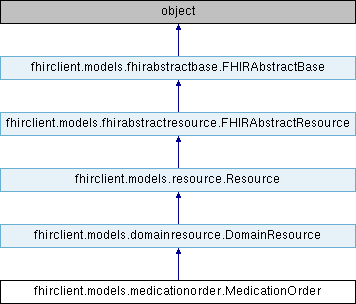 object
fhirclient.models.fhirabstractbase.FHIRAbstractBase
fhirclient.models.fhirabstractresource.FHIRAbstractResource
fhirclient.models.resource.Resource
fhirclient.models.domainresource.DomainResource
fhirclient.models.medicationorder.MedicationOrder